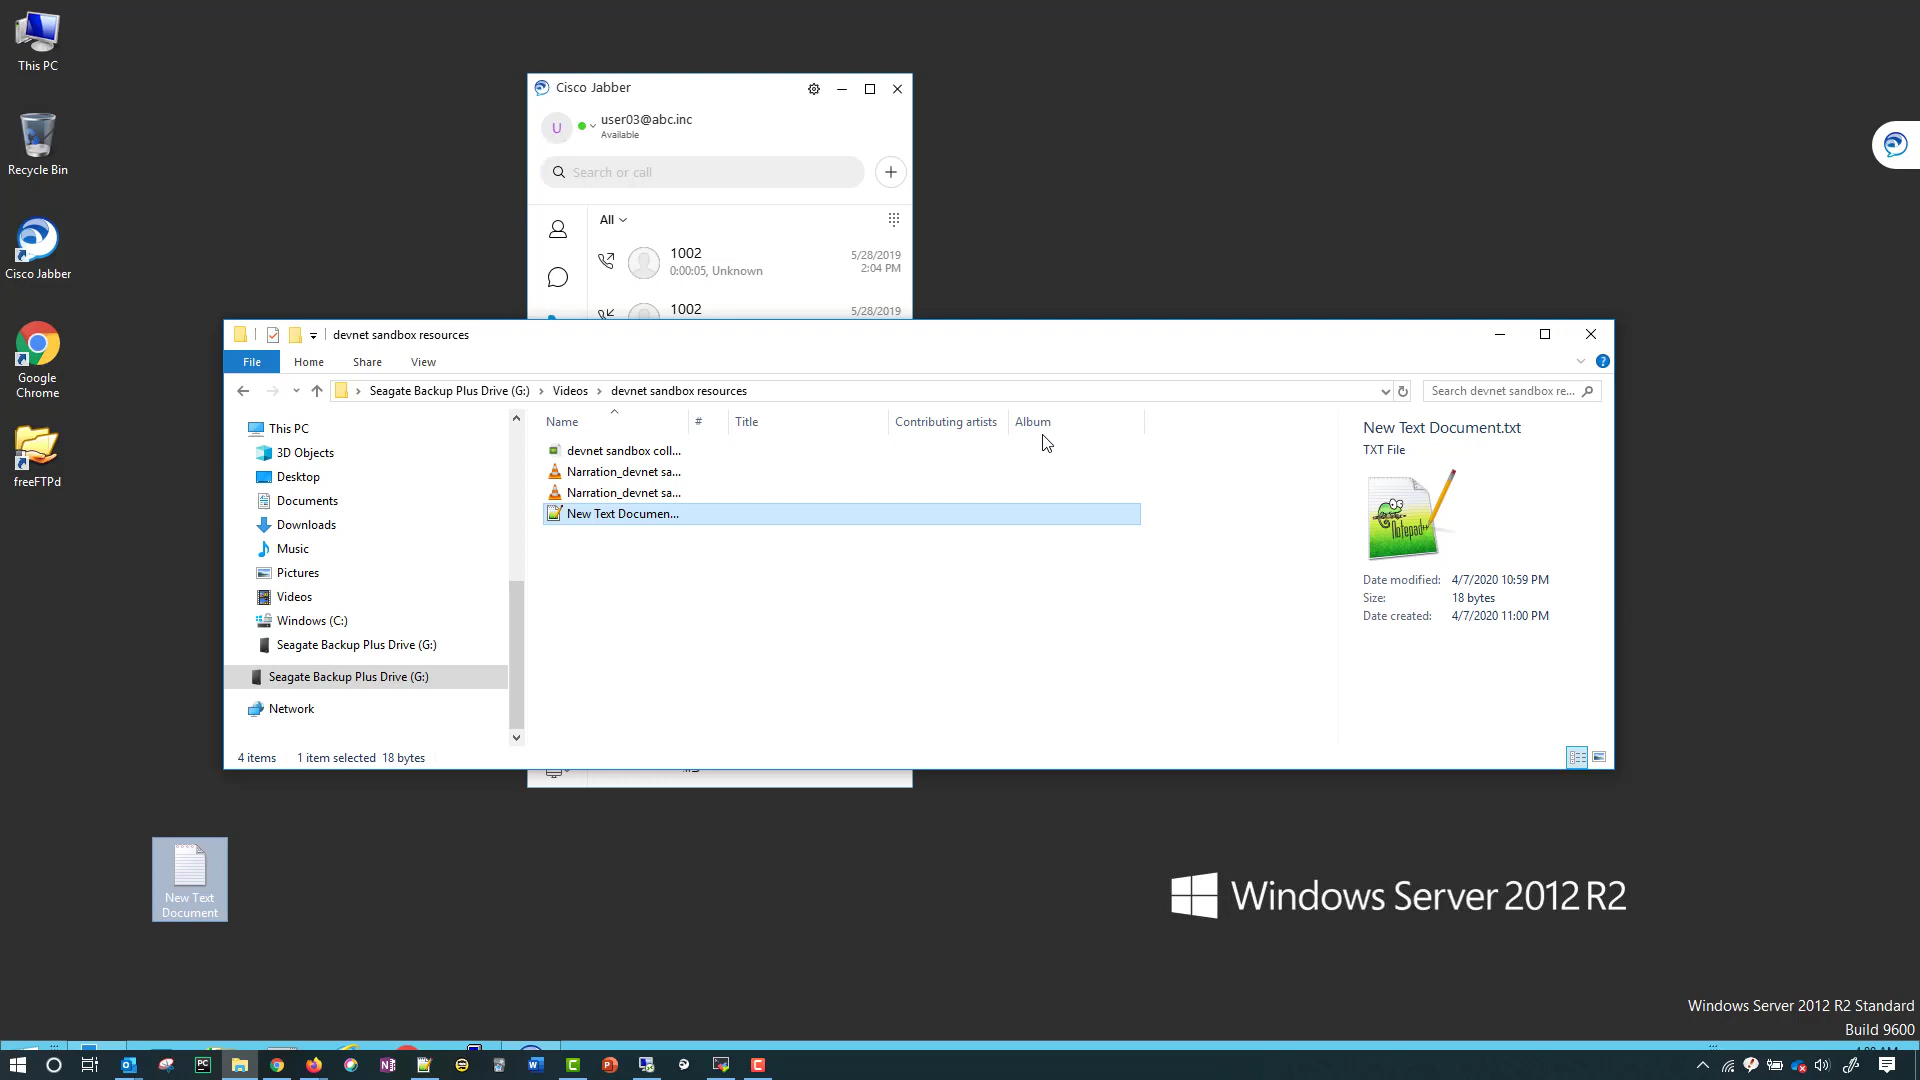 This PC
Recycle Bin
Cisco Jabber
Google
Chrome
freeFTPd
New Text
Document
Cisco Jabber
U
user03@abc.inc
Available
Search or call
All
1002
0:00:05, Unknown
5/28/2019
2:04 PM
1002
5/28/2019
devnet sandbox resources
File
Home
Share
View
Seagate Backup Plus Drive (G:)
Videos
devnet sandbox resources
Search devnet sandbox re...
This PC
3D Objects
Desktop
Documents
Downloads
Music
Pictures
Videos
Windows (C:)
Seagate Backup Plus Drive (G:)
Seagate Backup Plus Drive (G:)
Network
Name
#
Title
Contributing artists
Album
devnet sandbox coll...
Narration_devnet sa...
Narration_devnet sa...
New Text Documen...
New Text Document.txt
TXT File
Notepad++
Date modified: 4/7/2020 10:59 PM
Size: 18 bytes
Date created: 4/7/2020 11:00 PM
4 items
1 item selected 18 bytes
Windows Server 2012 R2
Windows Server 2012 R2 Standard
Build 9600